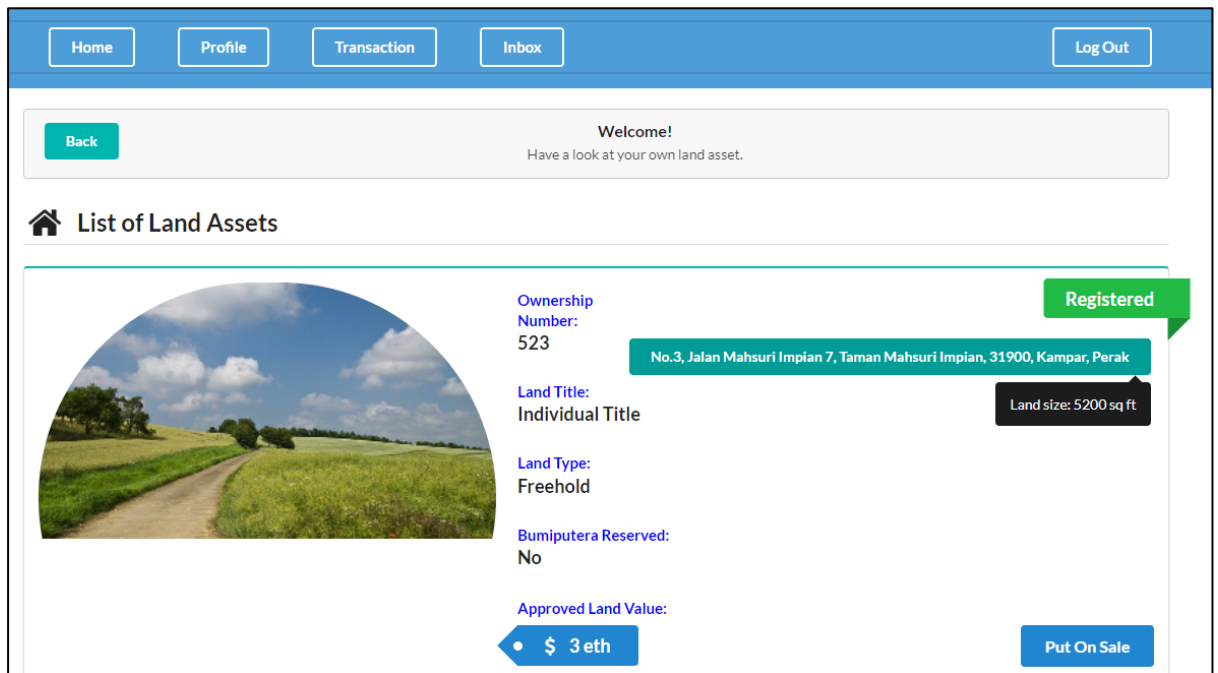 Home Profile Transaction Inbox Log Out
Back
Welcome!
Have a look at your own land asset.
List of Land Assets
Registered
Ownership
Number:
523
No.3, Jalan Mahsuri Impian 7, Taman Mahsuri Impian, 31900, Kampar, Perak
Land size: 5200 sq ft
Land Title:
Individual Title
Land Type:
Freehold
Bumiputera Reserved:
No
Approved Land Value:
$ 3 eth
Put On Sale